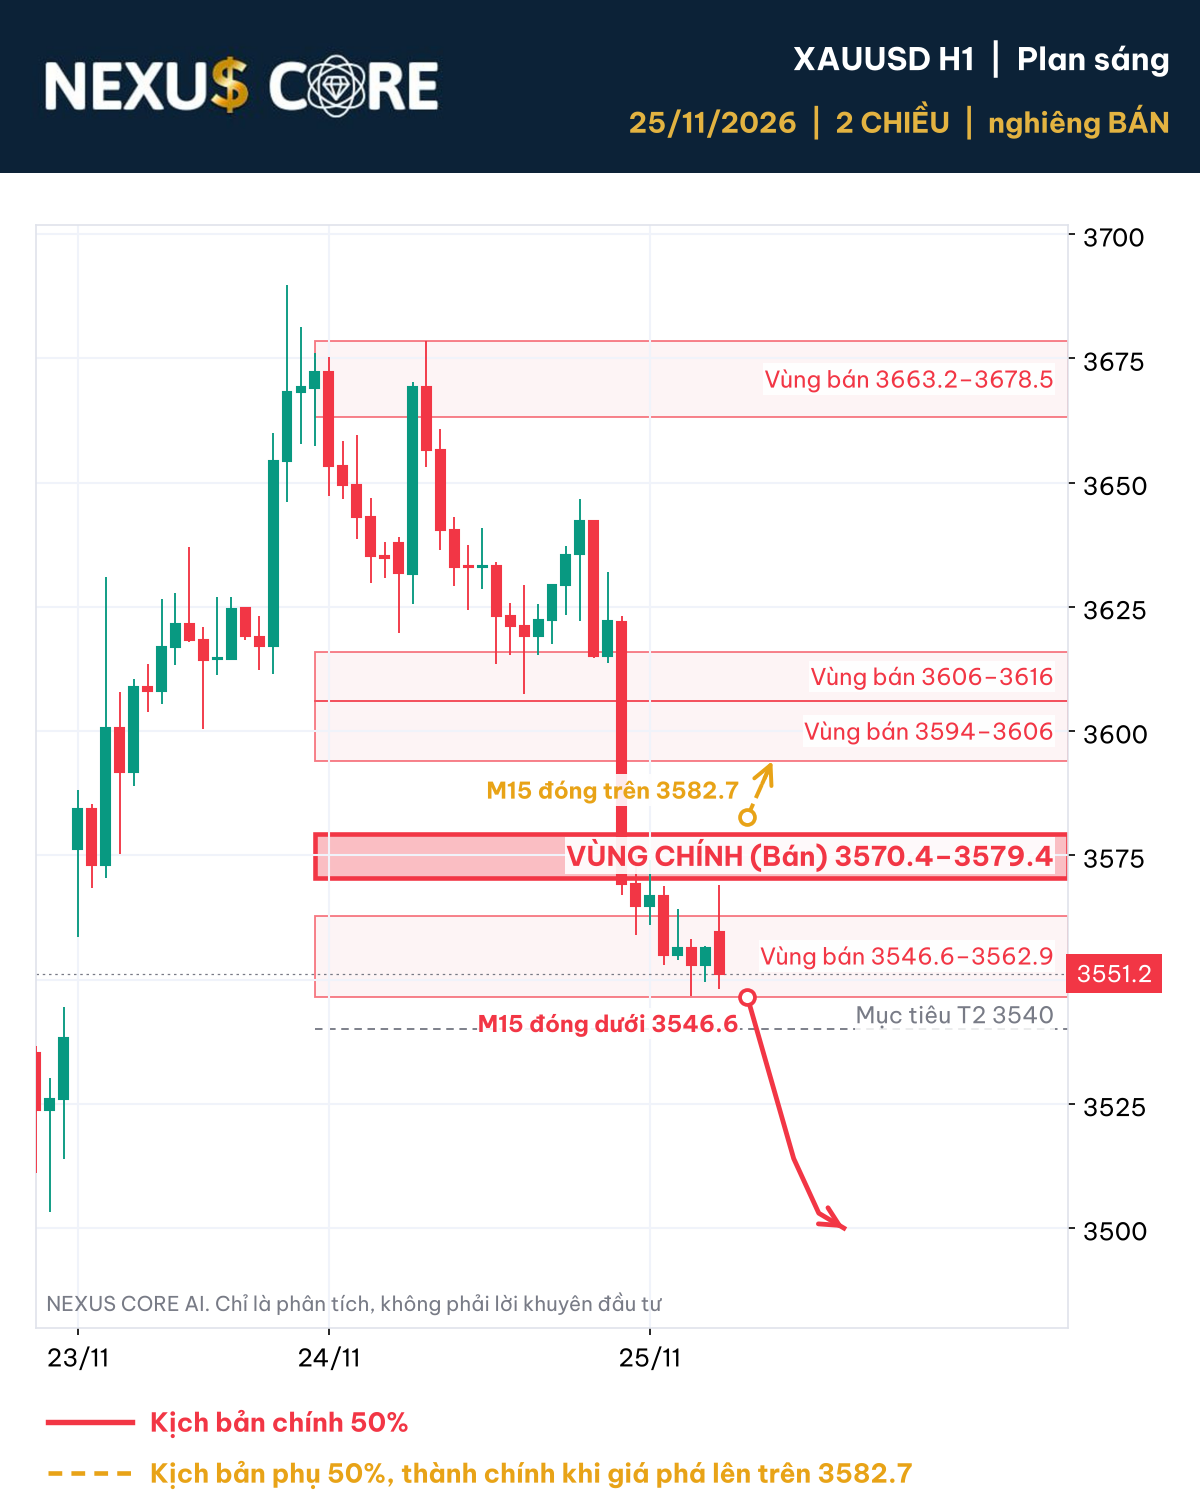 NEXU$ CORE
XAUUSD H1 | Plan sáng
25/11/2026 | 2 CHIỀU | nghiêng BÁN
3700
3675
Vùng bán 3663.2–3678.5
3650
3625
Vùng bán 3606–3616
Vùng bán 3594–3606
3600
M15 đóng trên 3582.7
VÙNG CHÍNH (Bán) 3570.4–3579.4
3575
Vùng bán 3546.6–3562.9
3551.2
Mục tiêu T2 3540
M15 đóng dưới 3546.6
3525
3500
NEXUS CORE AI. Chỉ là phân tích, không phải lời khuyên đầu tư
23/11
24/11
25/11
Kịch bản chính 50%
Kịch bản phụ 50%, thành chính khi giá phá lên trên 3582.7